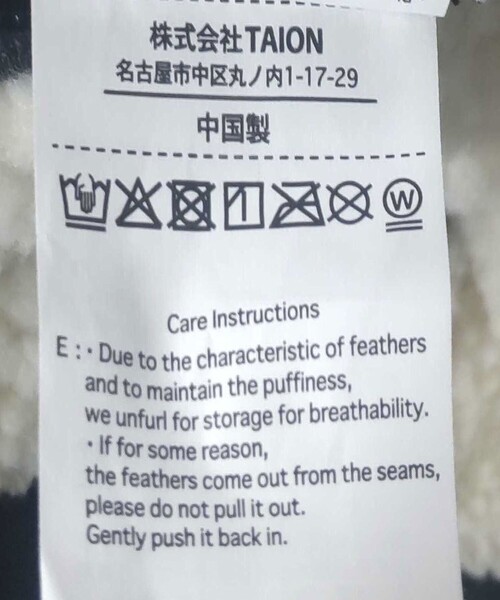 株式会社TAION
名古屋市中区丸ノ内1-17-29
中国製
W
Care Instructions
E : ・Due to the characteristic of feathers
and to maintain the puffiness,
we unfurl for storage for breathability.
・If for some reason,
the feathers come out from the seams,
please do not pull it out.
Gently push it back in.